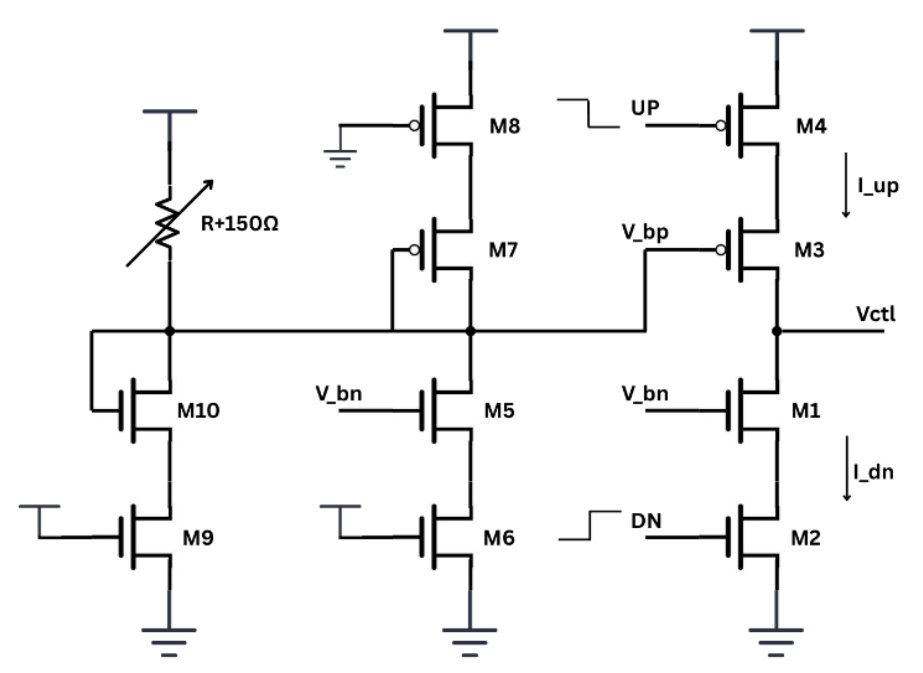 M8
UP
M4
I_up
R+150Ω
M7
V_bp
M3
Vctl
M10
V_bn
M5
V_bn
M1
I_dn
M9
M6
DN
M2